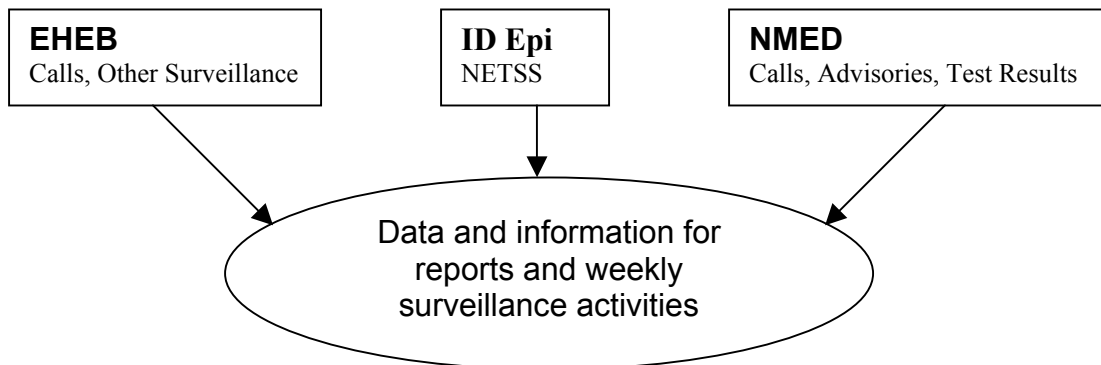 EHEB
Calls, Other Surveillance
ID Epi
NETSS
NMED
Calls, Advisories, Test Results
Data and information for
reports and weekly
surveillance activities